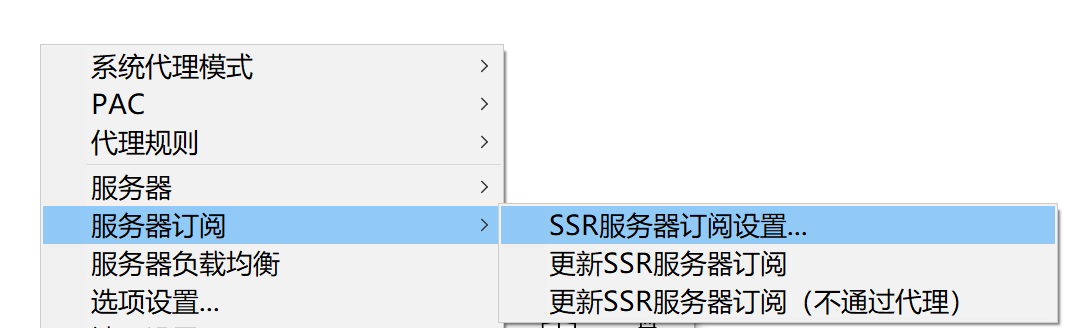 系统代理模式
PAC
代理规则
服务器
服务器订阅
服务器负载均衡
选项设置...
SSR服务器订阅设置...
更新SSR服务器订阅
更新SSR服务器订阅（不通过代理）